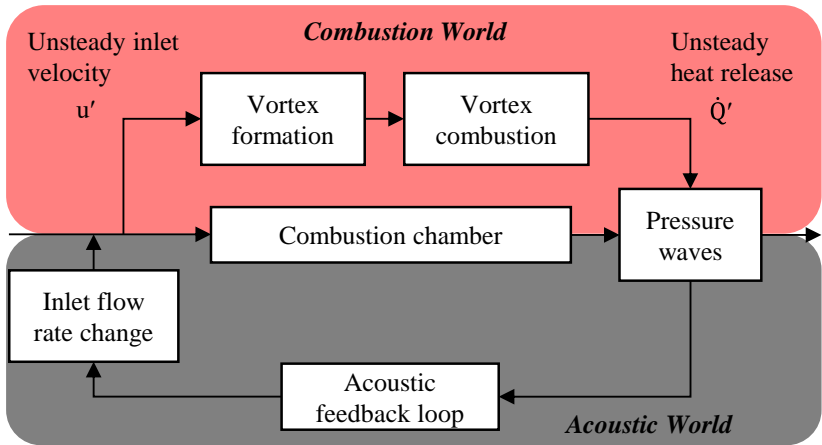 Combustion World
Unsteady inlet
velocity
u′
Unsteady
heat release
Q̇′
Vortex
formation
Vortex
combustion
Combustion chamber
Pressure
waves
Inlet flow
rate change
Acoustic
feedback loop
Acoustic World